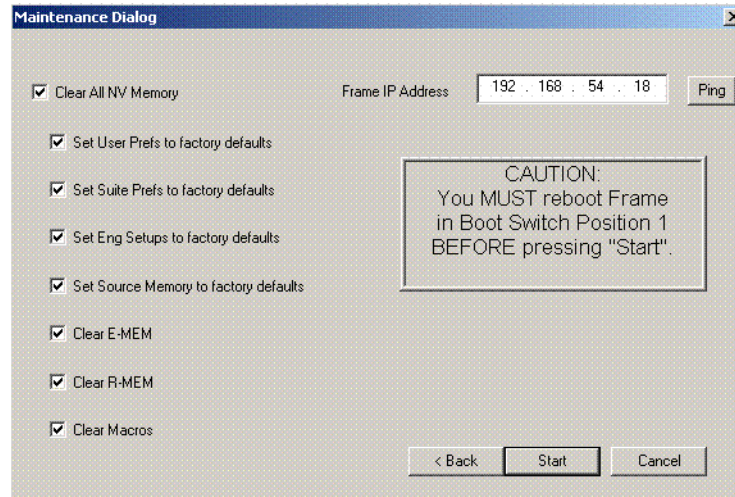 Maintenance Dialog
Clear All NV Memory
Frame IP Address
192 . 168 . 54 . 18
Ping
Set User Prefs to factory defaults
Set Suite Prefs to factory defaults
Set Eng Setups to factory defaults
Set Source Memory to factory defaults
Clear E-MEM
Clear R-MEM
Clear Macros
CAUTION:
You MUST reboot Frame
in Boot Switch Position 1
BEFORE pressing "Start".
< Back
Start
Cancel